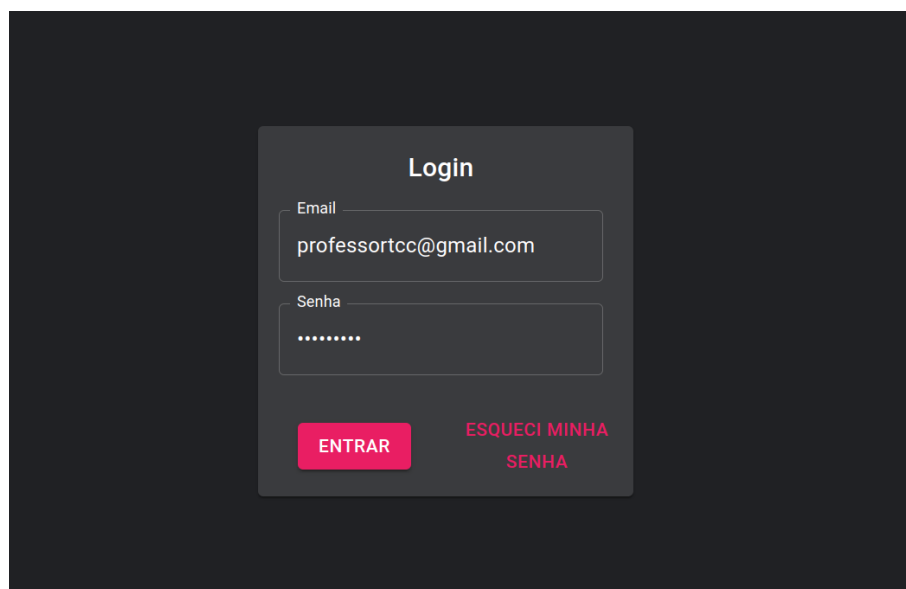 Login
Email
professortcc@gmail.com
Senha
•••••••••
ENTRAR
ESQUECI MINHA
SENHA